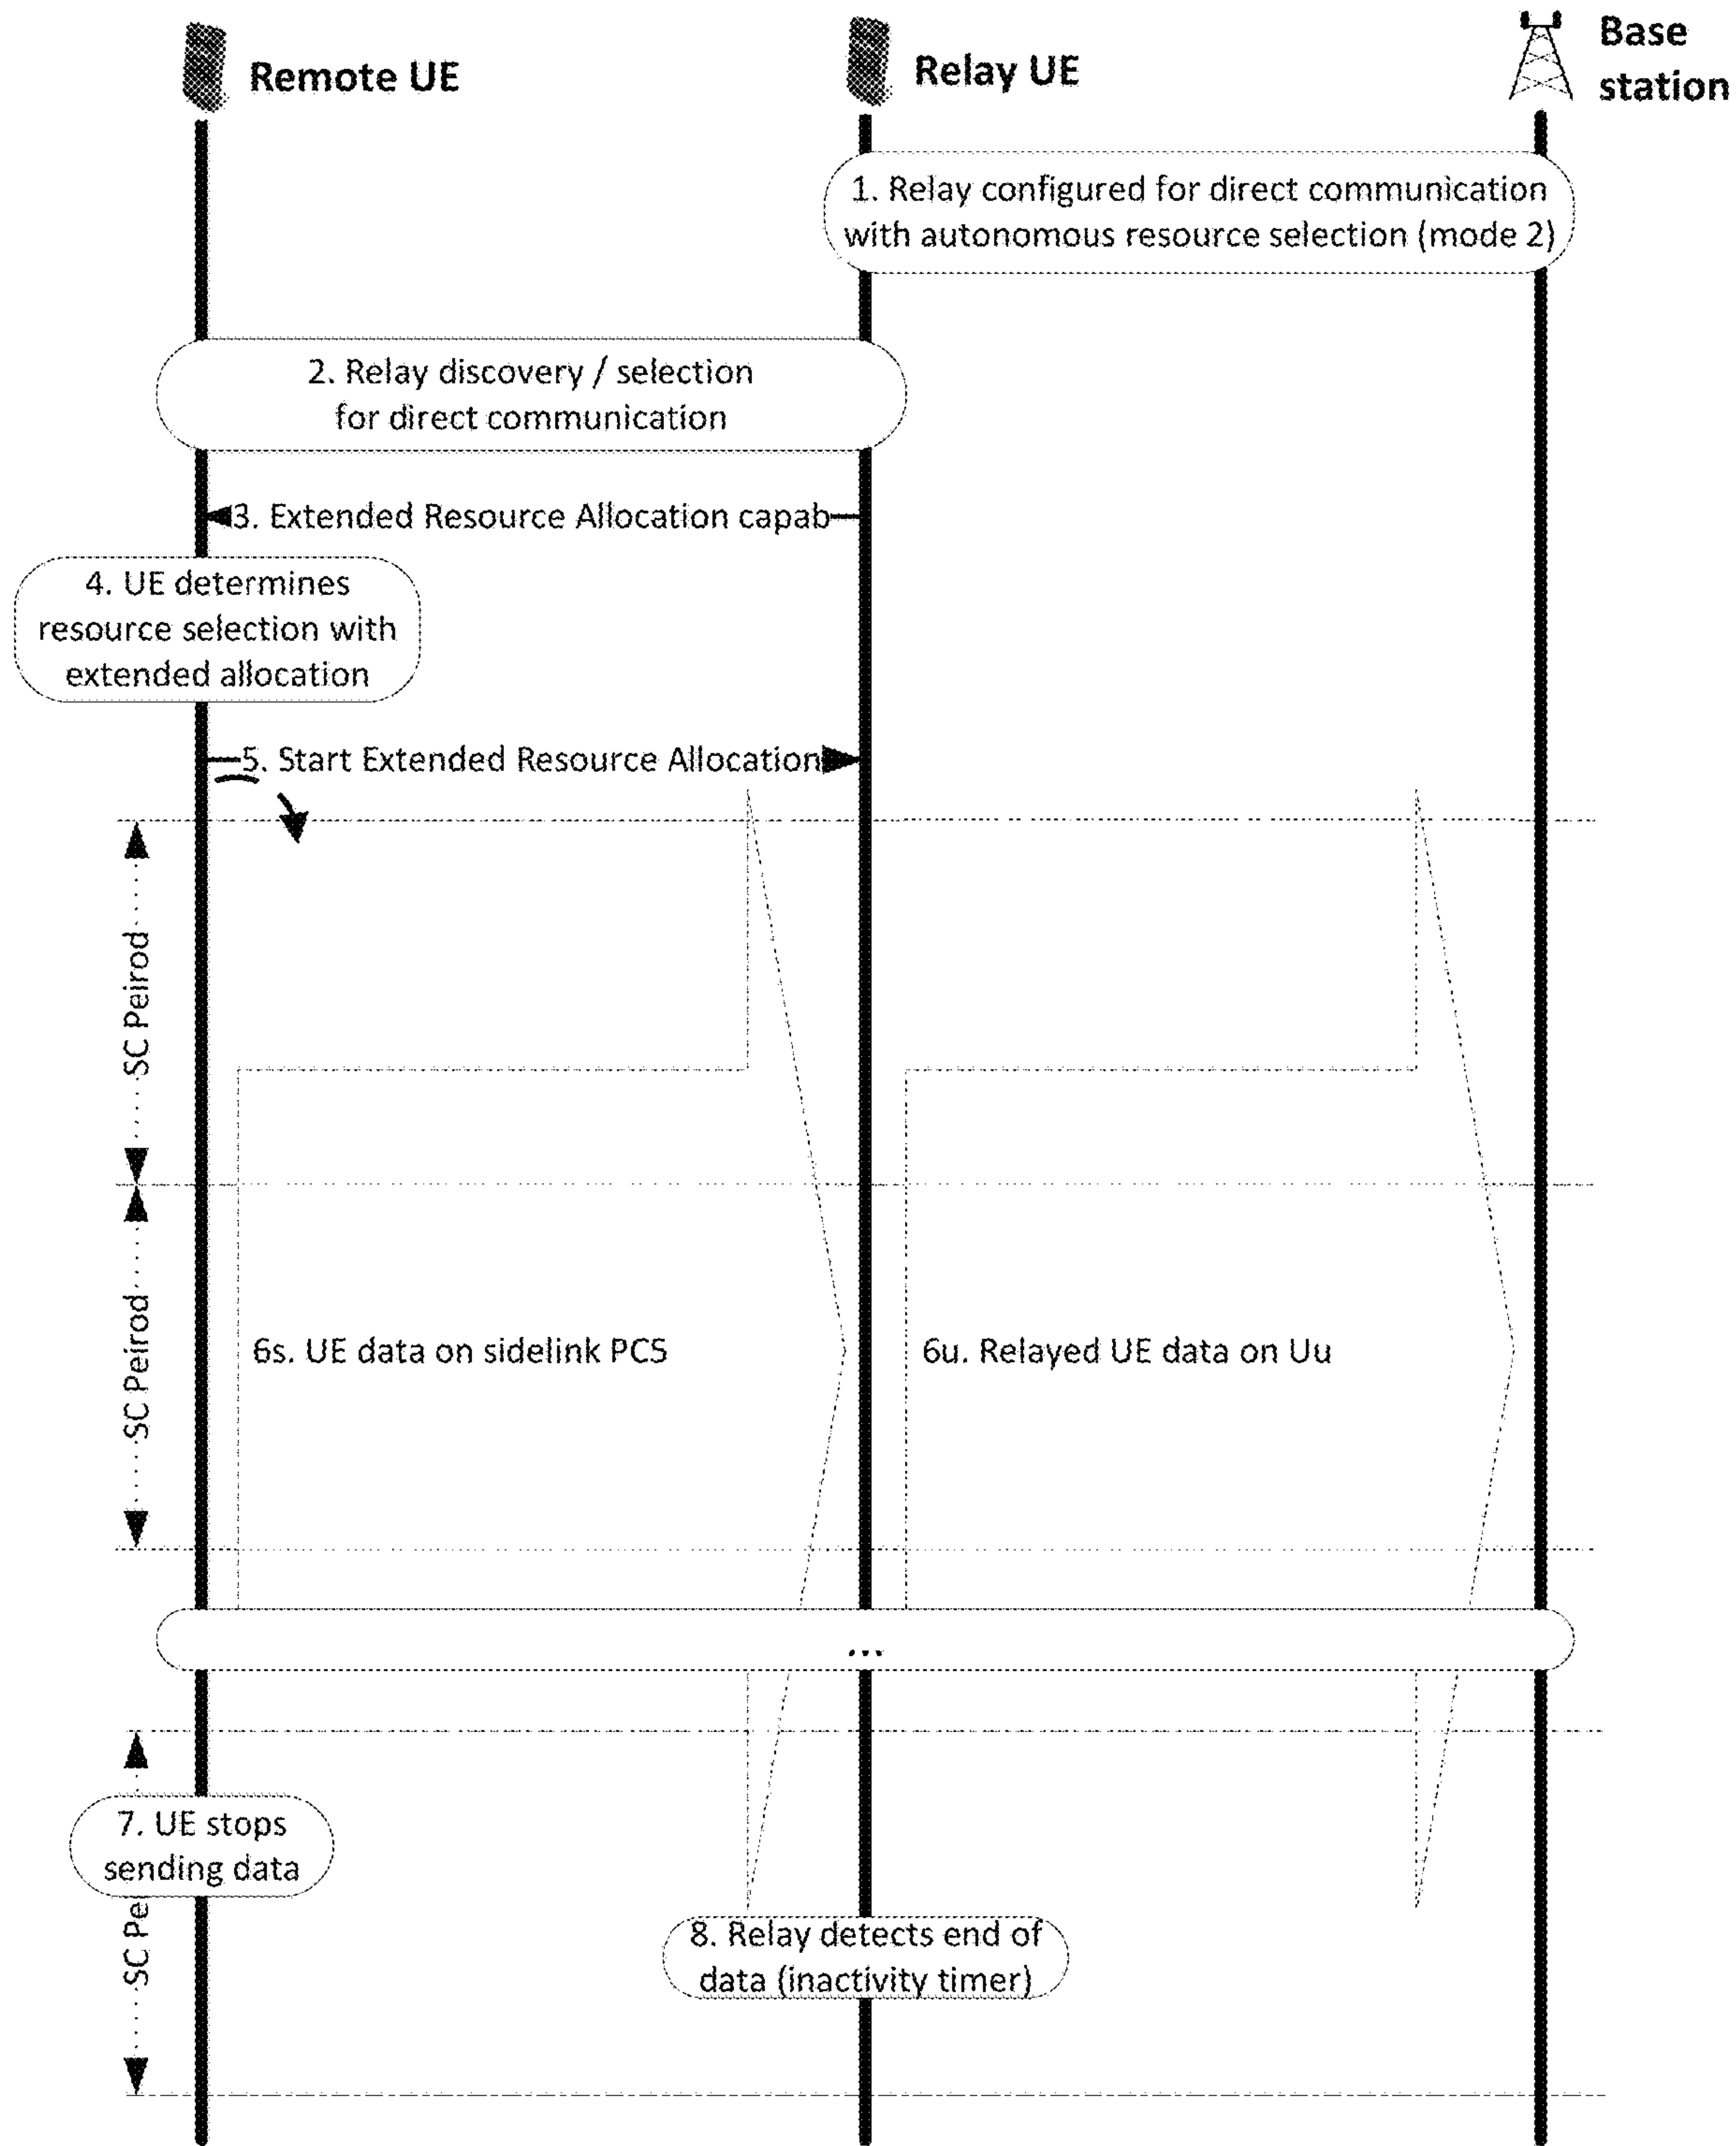 Remote UE
Relay UE
Base
station
1. Relay configured for direct communication
with autonomous resource selection (mode 2)
2. Relay discovery / selection
for direct communication
3. Extended Resource Allocation capab
4. UE determines
resource selection with
extended allocation
5. Start Extended Resource Allocation
SC Peirod
SC Peirod
6s. UE data on sidelink PC5
6u. Relayed UE data on Uu
...
7. UE stops
sending data
SC Pe
8. Relay detects end of
data (inactivity timer)